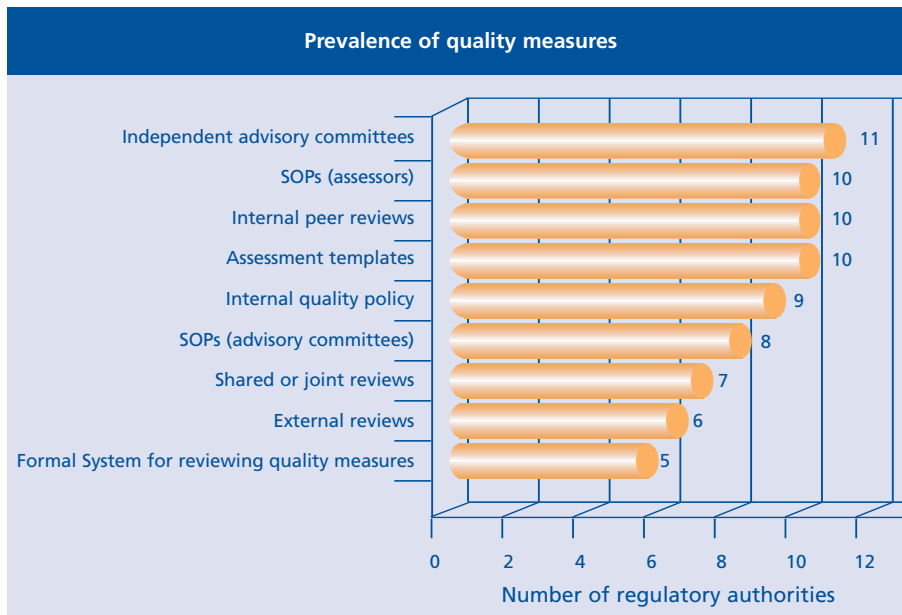 Prevalence of quality measures
Independent advisory committees 11
SOPs (assessors) 10
Internal peer reviews 10
Assessment templates 10
Internal quality policy 9
SOPs (advisory committees) 8
Shared or joint reviews 7
External reviews 6
Formal System for reviewing quality measures 5
0 2 4 6 8 10 12
Number of regulatory authorities